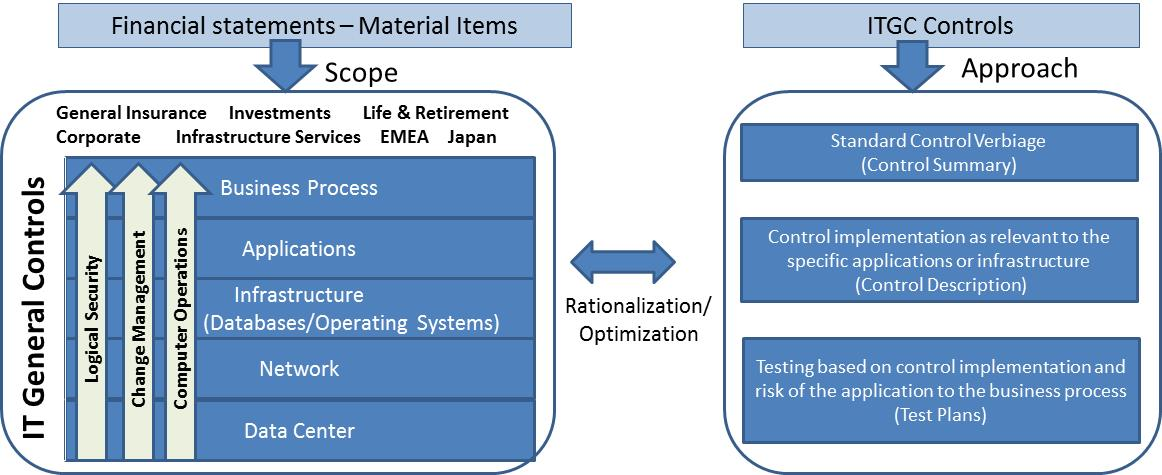 Financial statements – Material Items
Scope
General Insurance Investments Life & Retirement
Corporate Infrastructure Services EMEA Japan
IT General Controls
Logical Security
Change Management
Computer Operations
Business Process
Applications
Infrastructure
(Databases/Operating Systems)
Network
Data Center
Rationalization/
Optimization
ITGC Controls
Approach
Standard Control Verbiage
(Control Summary)
Control implementation as relevant to the
specific applications or infrastructure
(Control Description)
Testing based on control implementation and
risk of the application to the business process
(Test Plans)